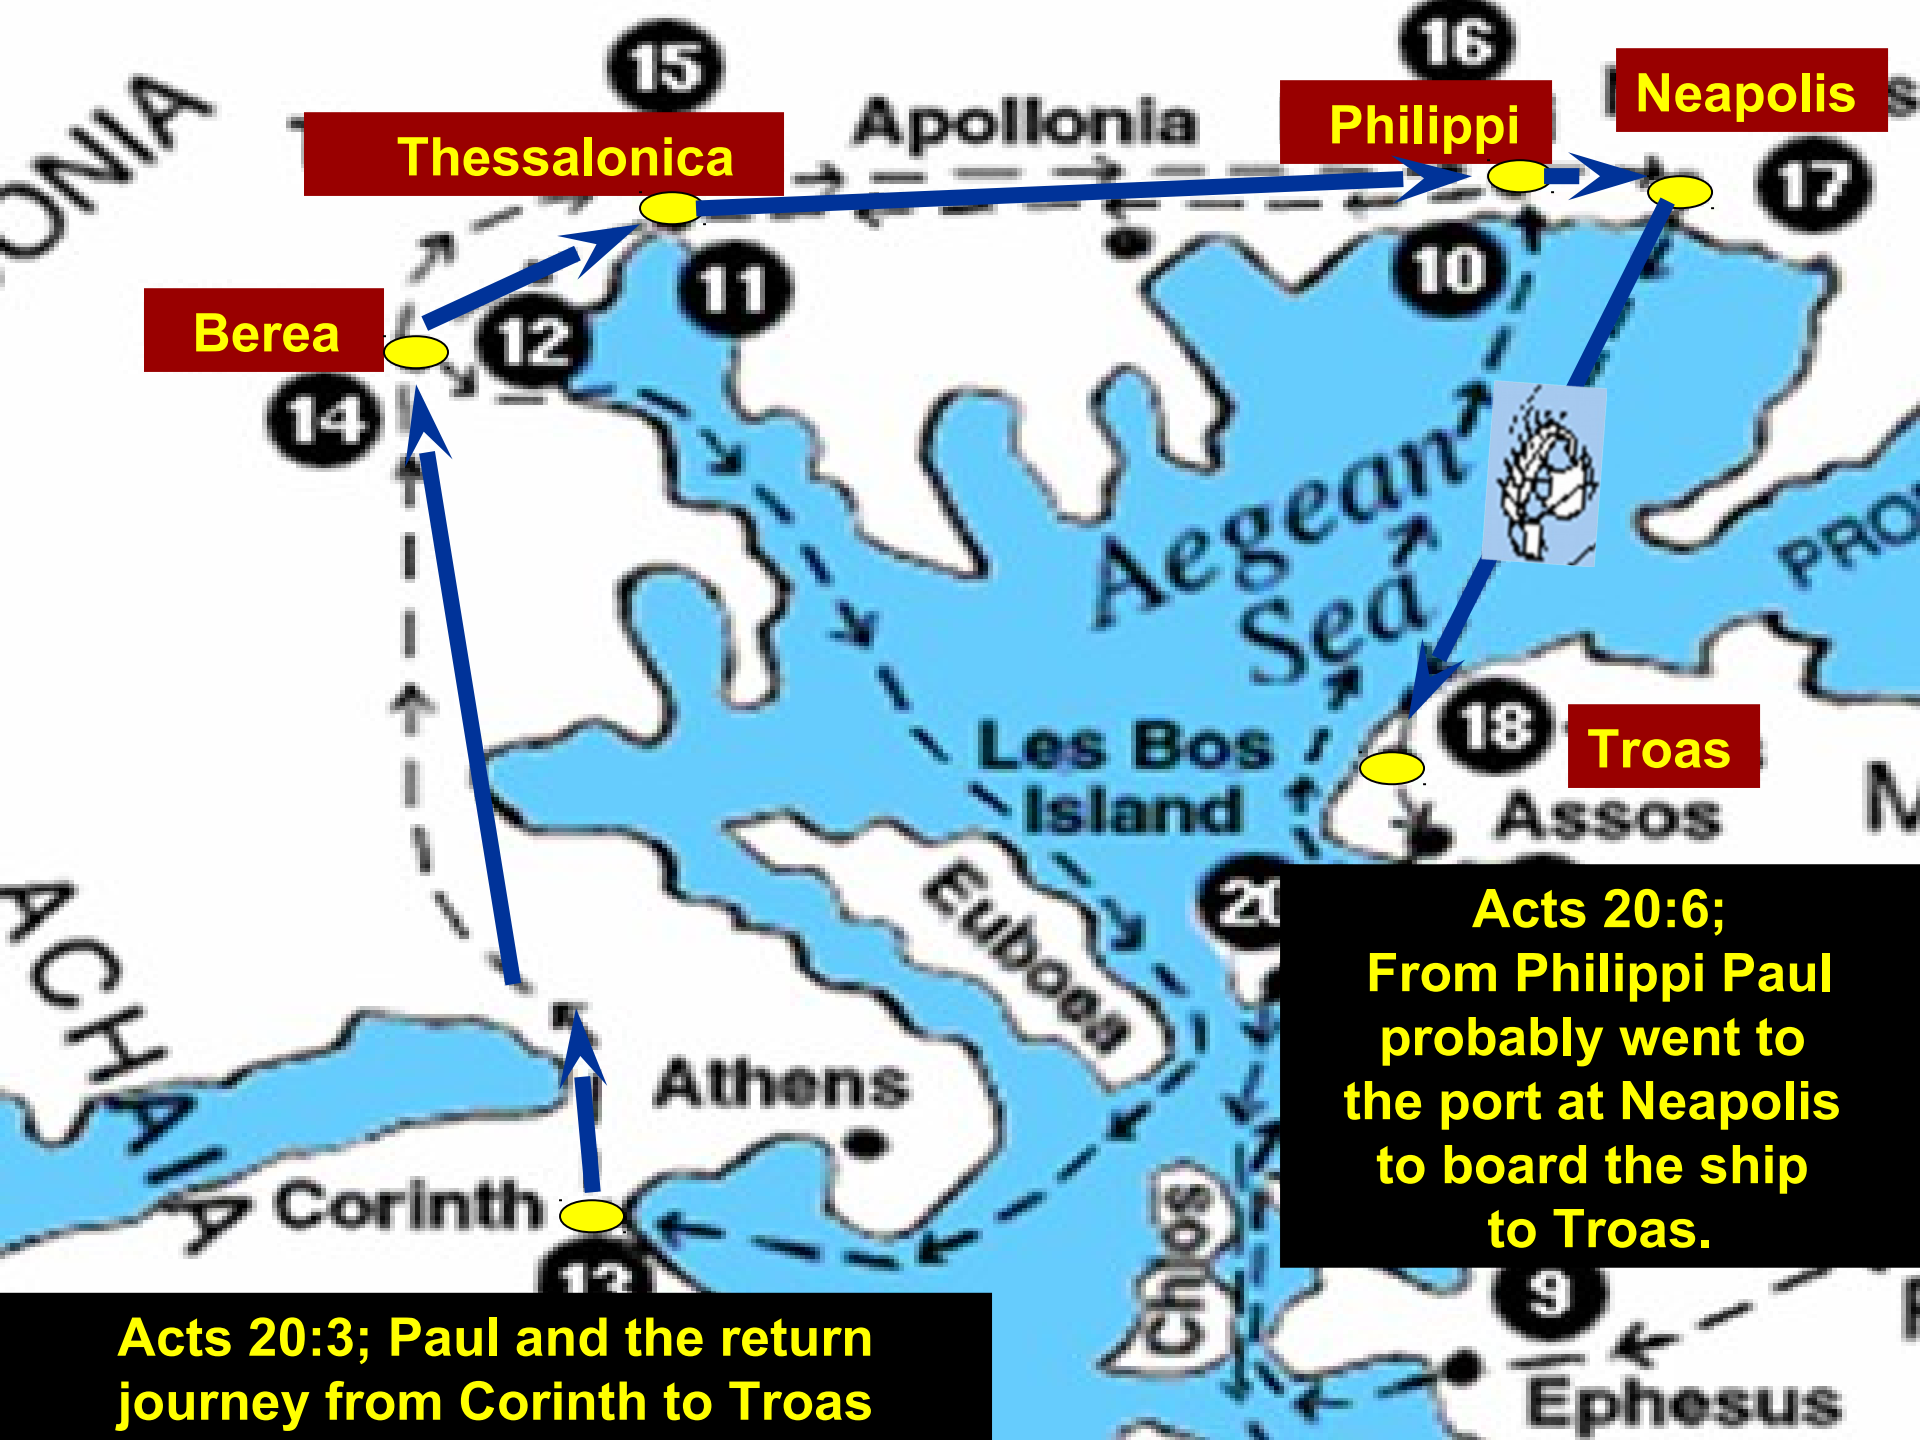 15
16
Neapolis
ONIA
Thessalonica
Apollonia
Philippi
17
10
11
Berea
12
14
Aegean
Sea
PRO
Les Bos
Island
18
Troas
Assos
M
ACHAIA
Euboea
20
Acts 20:6;
From Philippi Paul
probably went to
the port at Neapolis
to board the ship
to Troas.
Athens
Corinth
Chios
13
9
Ephesus
Acts 20:3; Paul and the return
journey from Corinth to Troas